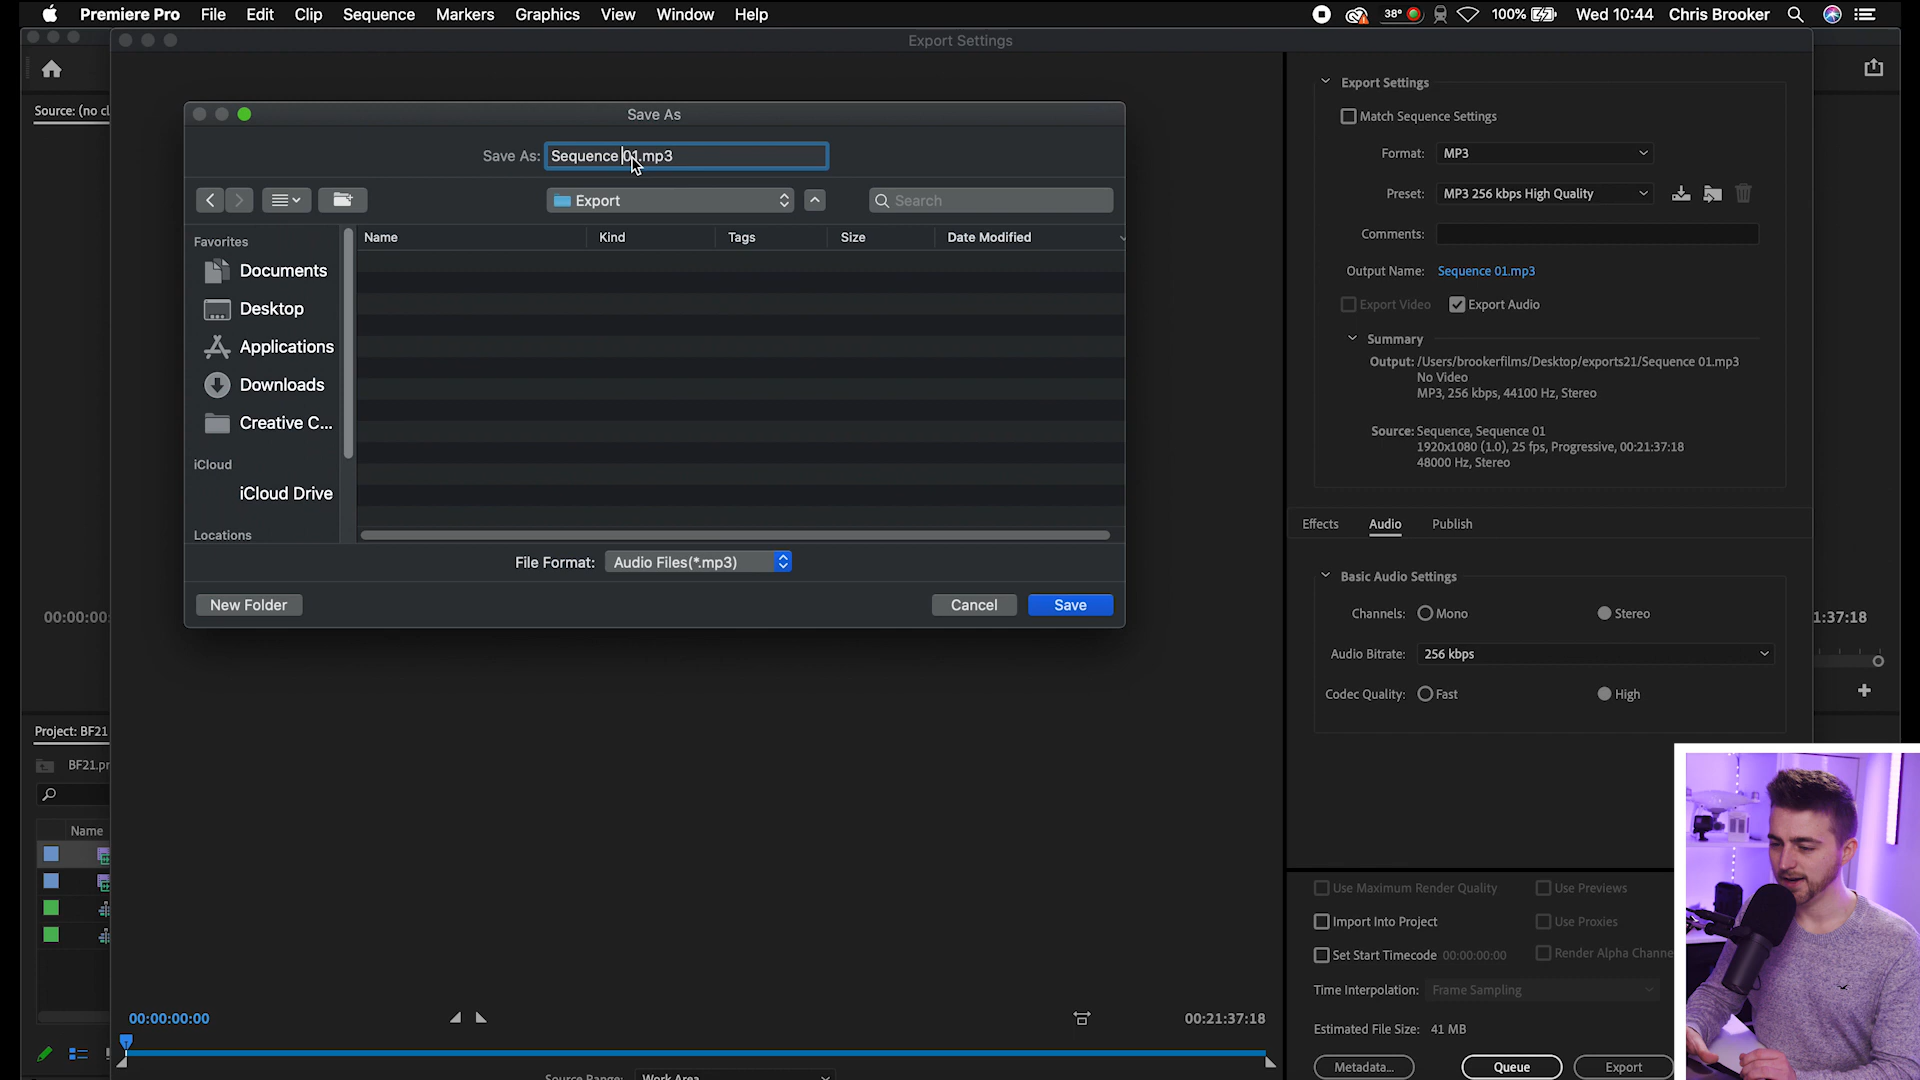 Premiere Pro File Edit Clip Sequence Markers Graphics View Window Help 38° 100% Wed 10:44 Chris Brooker
Export Settings
Source: (no cl
Save As
Save As: Sequence 01.mp3
Export
Search
Favorites
Documents
Desktop
Applications
Downloads
Creative C...
iCloud
iCloud Drive
Locations
Name Kind Tags Size Date Modified
File Format: Audio Files(*.mp3)
New Folder Cancel Save
Export Settings
Match Sequence Settings
Format: MP3
Preset: MP3 256 kbps High Quality
Comments:
Output Name: Sequence 01.mp3
Export Video Export Audio
Summary
Output: /Users/brookerfilms/Desktop/exports21/Sequence 01.mp3
No Video
MP3, 256 kbps, 44100 Hz, Stereo
Source: Sequence, Sequence 01
1920x1080 (1.0), 25 fps, Progressive, 00:21:37:18
48000 Hz, Stereo
Effects Audio Publish
Basic Audio Settings
Channels: Mono Stereo
Audio Bitrate: 256 kbps
Codec Quality: Fast High
00:00:00:
1:37:18
Project: BF21
BF21.pr
Name
Use Maximum Render Quality Use Previews
Import Into Project Use Proxies
Set Start Timecode 00:00:00:00 Render Alpha Channe
Time Interpolation: Frame Sampling
Estimated File Size: 41 MB
Metadata... Queue Export
00:00:00:00 00:21:37:18
Source Range: Work Area